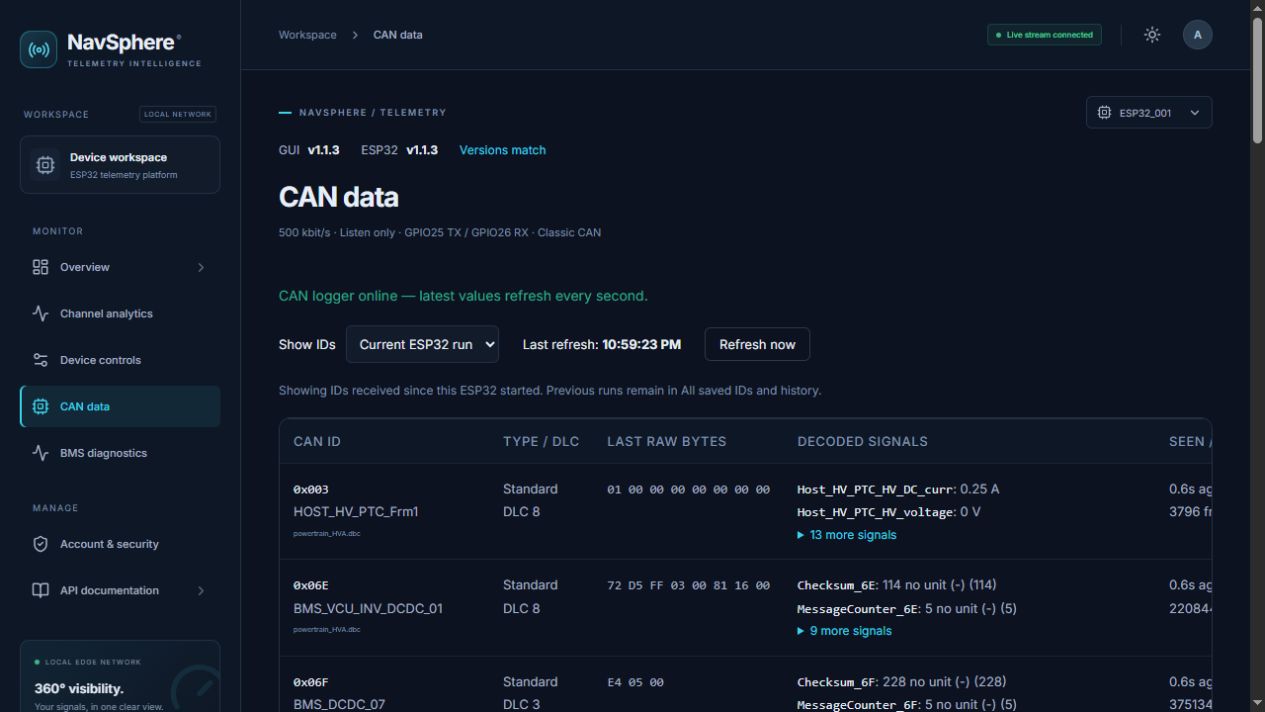 NavSphere°
TELEMETRY INTELLIGENCE
WORKSPACE
LOCAL NETWORK
Device workspace
ESP32 telemetry platform
MONITOR
Overview
Channel analytics
Device controls
CAN data
BMS diagnostics
MANAGE
Account & security
API documentation
LOCAL EDGE NETWORK
360° visibility.
Your signals, in one clear view.
Workspace > CAN data
Live stream connected
A
NAVSPHERE / TELEMETRY
ESP32_001
GUI v1.1.3 ESP32 v1.1.3 Versions match
CAN data
500 kbit/s · Listen only · GPIO25 TX / GPIO26 RX · Classic CAN
CAN logger online — latest values refresh every second.
Show IDs Current ESP32 run Last refresh: 10:59:23 PM Refresh now
Showing IDs received since this ESP32 started. Previous runs remain in All saved IDs and history.
CAN ID TYPE / DLC LAST RAW BYTES DECODED SIGNALS SEEN /
0x003 Standard 01 00 00 00 00 00 00 00 Host_HV_PTC_HV_DC_curr: 0.25 A 0.6s ag
HOST_HV_PTC_Frm1 DLC 8 Host_HV_PTC_HV_voltage: 0 V 3796 fr
powertrain_HVA.dbc 13 more signals
0x06E Standard 72 D5 FF 03 00 81 16 00 Checksum_6E: 114 no unit (-) (114) 0.6s ag
BMS_VCU_INV_DCDC_01 DLC 8 MessageCounter_6E: 5 no unit (-) (5) 220844
powertrain_HVA.dbc 9 more signals
0x06F Standard E4 05 00 Checksum_6F: 228 no unit (-) (228) 0.6s ag
BMS_DCDC_07 DLC 3 MessageCounter_6F: 5 no unit (-) (5) 375134